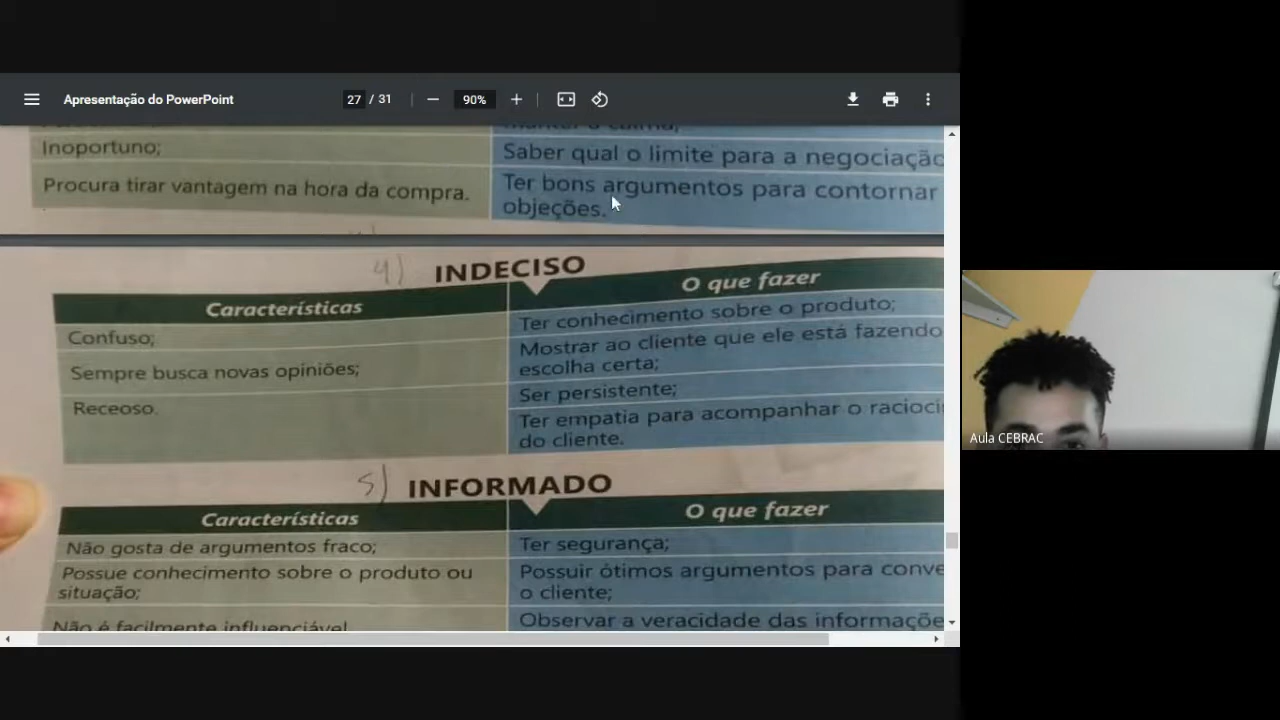 Apresentação do PowerPoint
27 / 31
90%
Inoportuno;
Saber qual o limite para a negociação
Procura tirar vantagem na hora da compra.
Ter bons argumentos para contornar
objeções.
4) INDECISO
Características
O que fazer
Confuso;
Sempre busca novas opiniões;
Receoso.
Ter conhecimento sobre o produto;
Mostrar ao cliente que ele está fazendo
escolha certa;
Ser persistente;
Ter empatia para acompanhar o
do cliente.
5) INFORMADO
Características
O que fazer
Não gosta de argumentos fraco;
Possue conhecimento sobre o produto ou
situação;
Não é facilmente influenciável
Ter segurança;
Possuir ótimos argumentos para
o cliente;
Observar a veracidade das
Aula CEBRAC